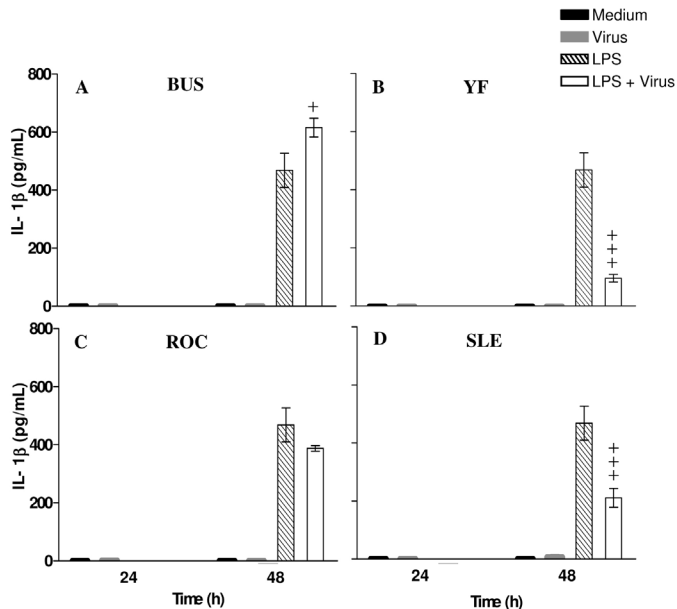 Medium
Virus
LPS
LPS + Virus
A BUS
B YF
800
600
400
200
0
IL- 1β (pg/mL)
+
+
+
+
C ROC
D SLE
800
600
400
200
0
IL- 1β (pg/mL)
+
+
+
24 48
24 48
Time (h)
Time (h)